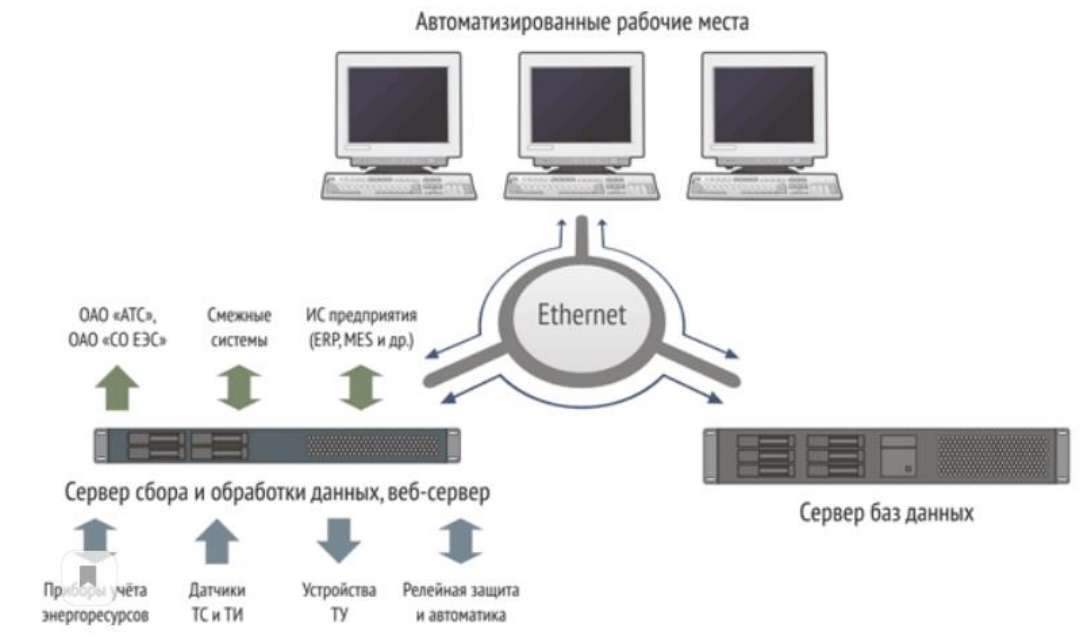 Автоматизированные рабочие места
Ethernet
ОАО «АТС»,
ОАО «СО ЕЭС»
Смежные
системы
ИС предприятия
(ERP, MES и др.)
Сервер сбора и обработки данных, веб-сервер
Сервер баз данных
Приборы учёта
энергоресурсов
Датчики
ТС и ТИ
Устройства
ТУ
Релейная защита
и автоматика